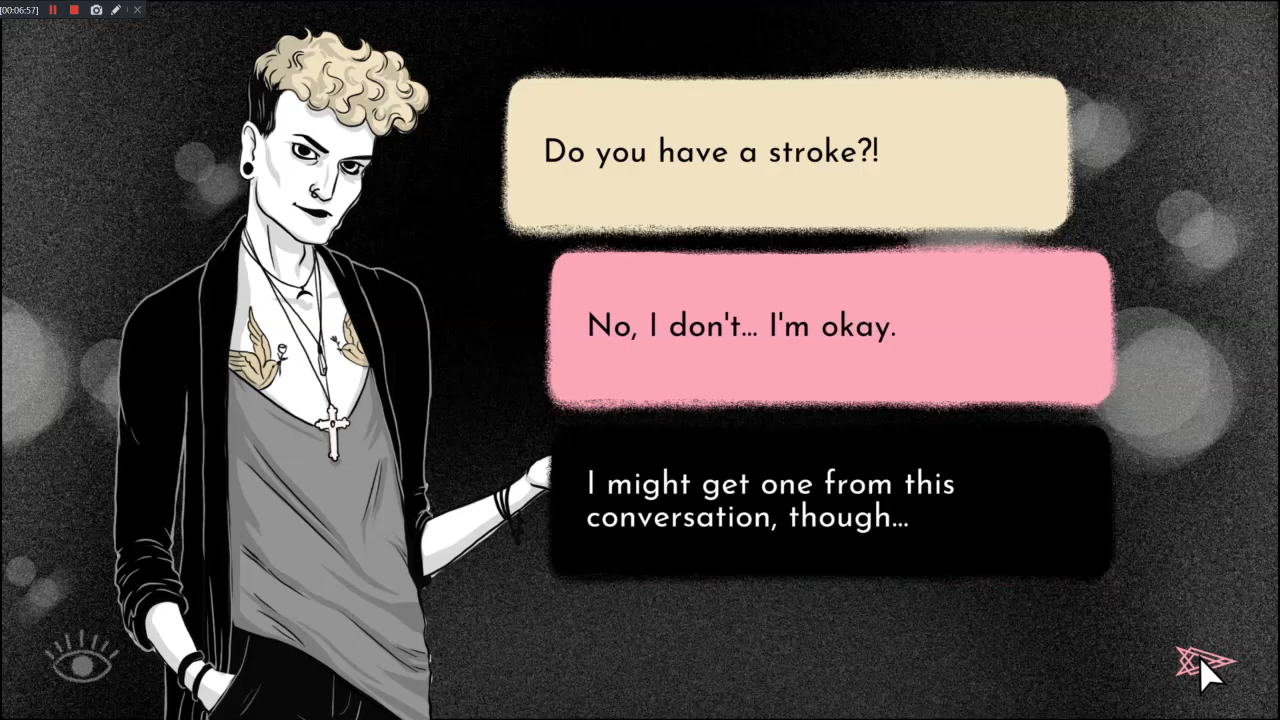 [00:06:57]
Do you have a stroke?!
No, I don't... I'm okay.
I might get one from this
conversation, though...